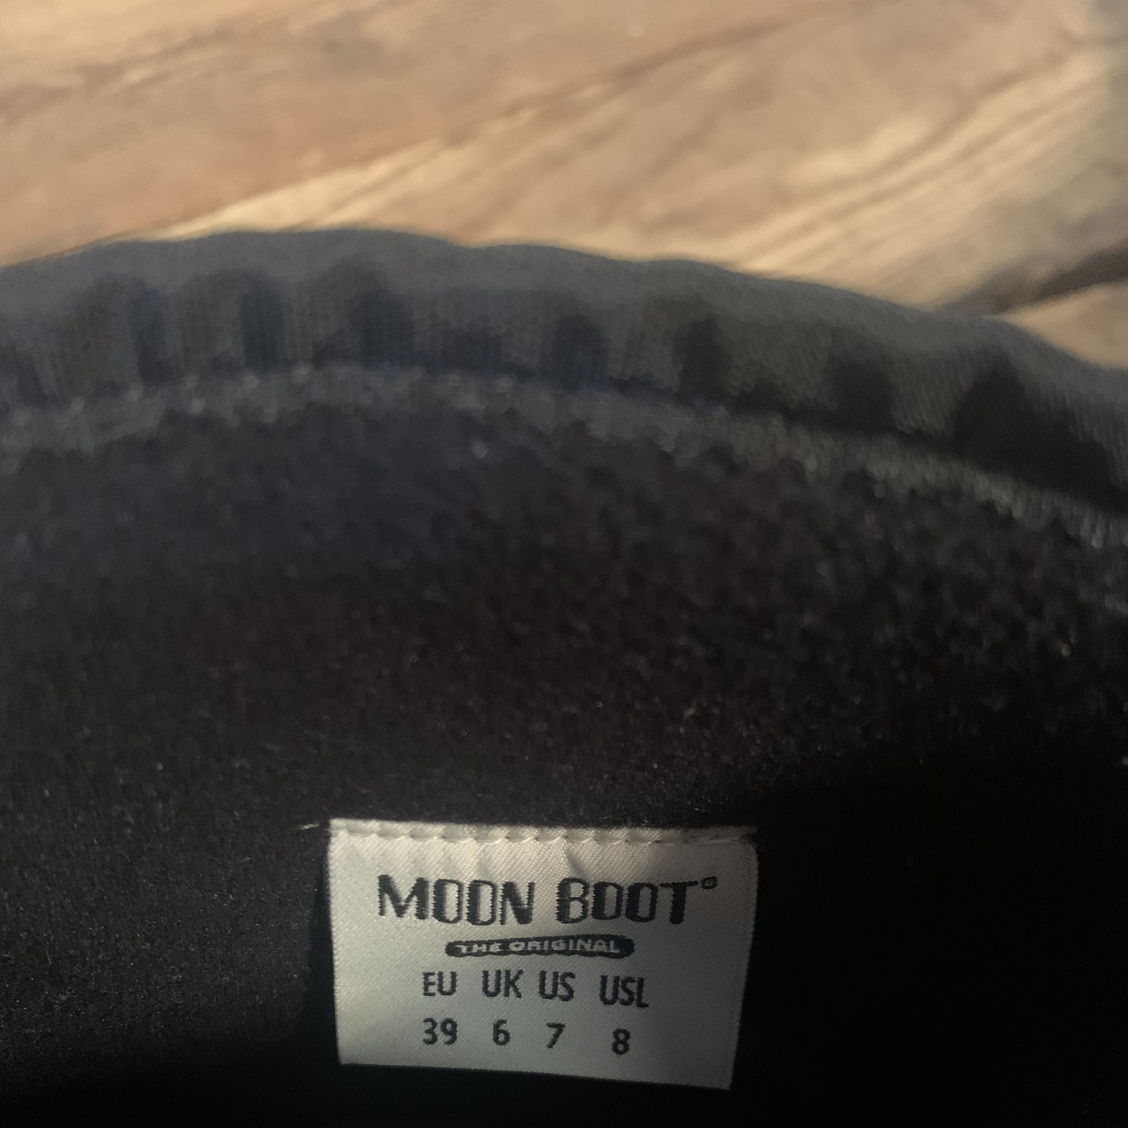 MOON BOOT®
THE ORIGINAL
EU UK US USL
39 6 7 8